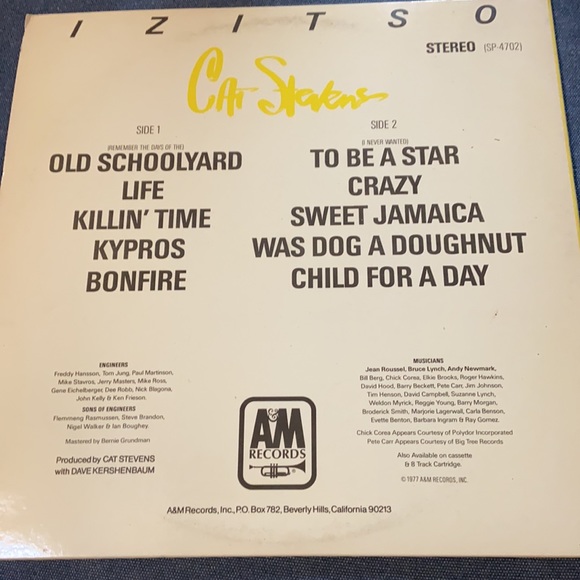 IZITSO
STEREO (SP-4702)
Cat Stevens
SIDE 1
(REMEMBER THE DAYS OF THE)
OLD SCHOOLYARD
LIFE
KILLIN' TIME
KYPROS
BONFIRE
SIDE 2
(I NEVER WANTED)
TO BE A STAR
CRAZY
SWEET JAMAICA
WAS DOG A DOUGHNUT
CHILD FOR A DAY
ENGINEERS
Freddy Hansson, Tom Jung, Paul Martinson,
Mike Stavros, Jerry Masters, Mike Ross,
Gene Eichelberger, Dee Robb, Nick Blagona,
John Kelly & Ken Frieson.
SONS OF ENGINEERS
Flemming Rasmussen, Steve Brandon,
Nigel Walker & Ian Boughey.
Mastered by Bernie Grundman
Produced by CAT STEVENS
with DAVE KERSHENBAUM
A&M
RECORDS
MUSICIANS
Jean Roussel, Bruce Lynch, Andy Newmark,
Bill Berg, Chick Corea, Elkie Brooks, Roger Hawkins,
David Hood, Barry Beckett, Pete Carr, Jim Johnson,
Tim Henson, David Campbell, Suzanne Lynch,
Weldon Myrick, Reggie Young, Barry Morgan,
Broderick Smith, Marjorie Lagerwall, Carla Benson,
Evette Benton, Barbara Ingram & Ray Gomez.
Chick Corea Appears Courtesy of Polydor Incorporated
Pete Carr Appears Courtesy of Big Tree Records
Also Available on cassette
& 8 Track Cartridge.
© 1977 A&M RECORDS, INC.
A&M Records, Inc., P.O. Box 782, Beverly Hills, California 90213